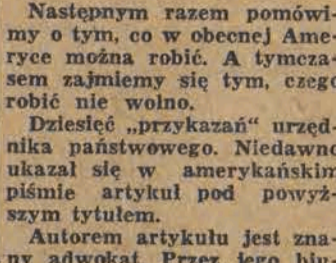 Następnym razem pomówi-
my o tym, co w obecnej Ame-
ryce można robić. A tymcza-
sem zajmiemy się tym, czego
robić nie wolno.
Dziesięć „przykazań“ urzęd-
nika państwowego. Niedawno
ukazał się w amerykańskim
piśmie artykuł pod powyż-
szym tytułem.
Autorem artykułu jest zna-
ny adwokat. Przez jego biu-